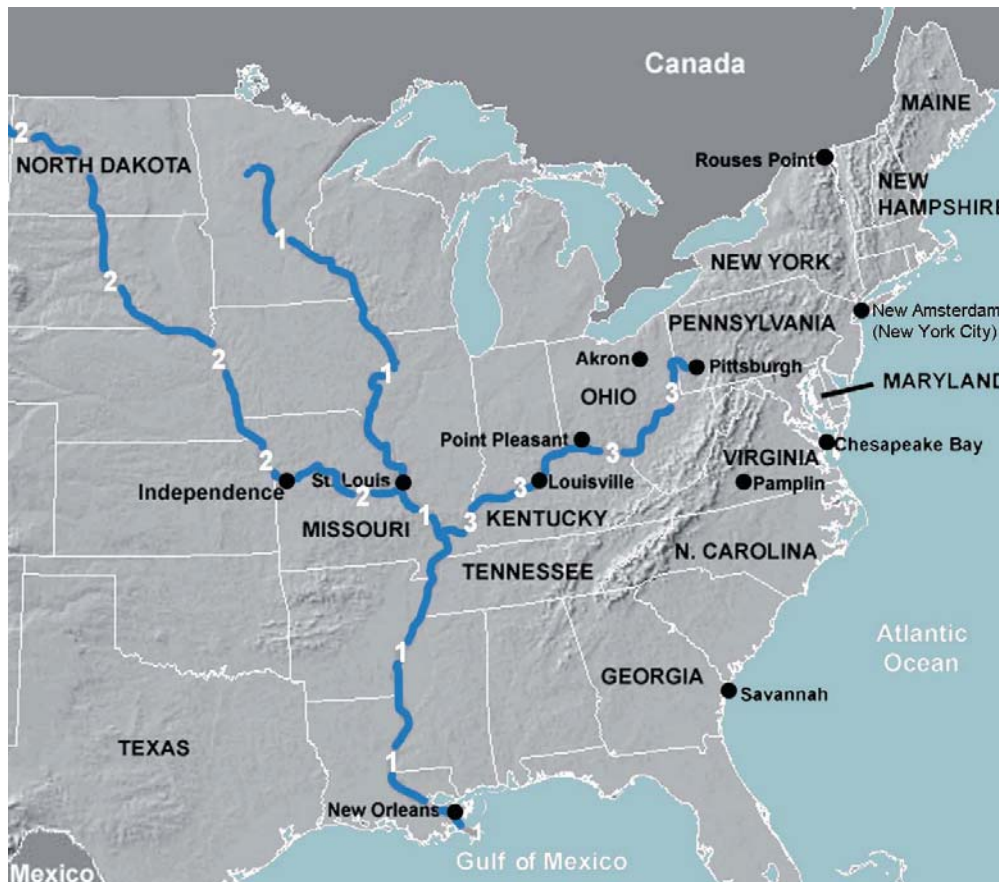 Canada
MAINE
2
NORTH DAKOTA
Rouses Point
NEW
HAMPSHIRE
1
NEW YORK
2
New Amsterdam
(New York City)
PENNSYLVANIA
2
Akron
Pittsburgh
1
OHIO
3
MARYLAND
Point Pleasant
3
Chesapeake Bay
VIRGINIA
2
Independence
St. Louis
2
3
Louisville
Pamplin
1
MISSOURI
3
KENTUCKY
N. CAROLINA
TENNESSEE
Atlantic
Ocean
1
GEORGIA
Savannah
TEXAS
1
New Orleans
1
Gulf of Mexico
Mexico